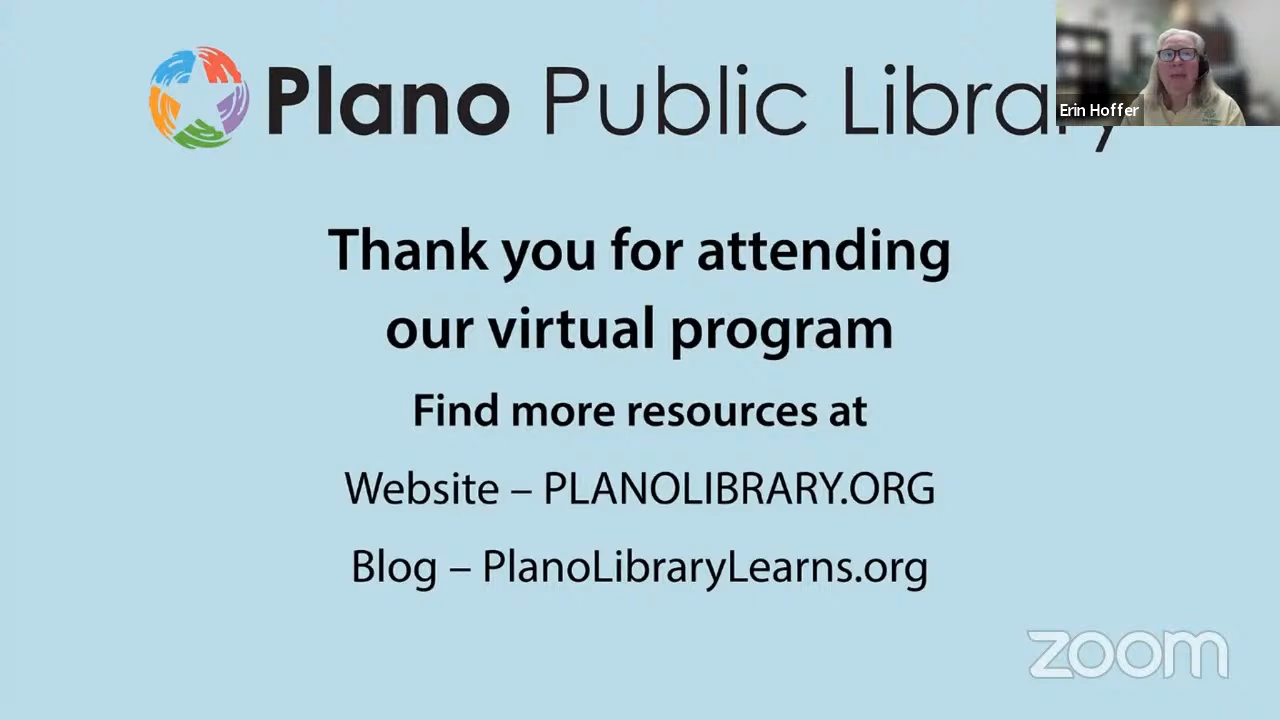 Plano Public Library
Erin Hoffer
Thank you for attending
our virtual program
Find more resources at
Website – PLANOLIBRARY.ORG
Blog – PlanoLibraryLearns.org
zoom